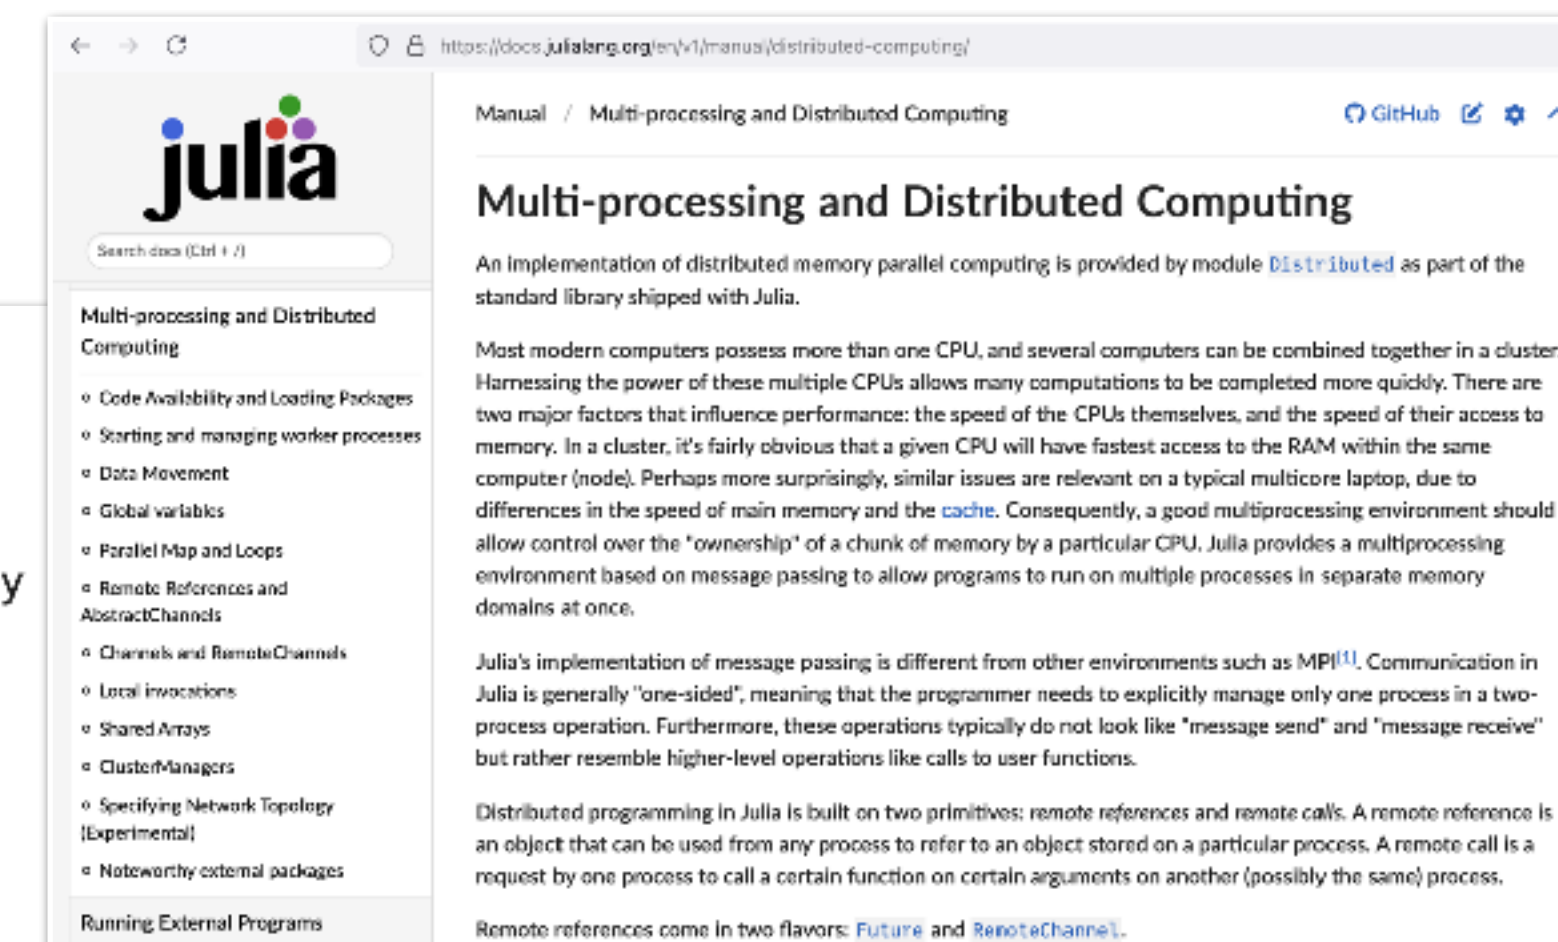 https://docs.julialang.org/en/v1/manual/distributed-computing/
julia
Search docs (Ctrl + /)
Multi-processing and Distributed
Computing
Code Availability and Loading Packages
Starting and managing worker processes
Data Movement
Global variables
Parallel Map and Loops
Remote References and
AbstractChannels
Channels and RemoteChannels
Local invocations
Shared Arrays
ClusterManagers
Specifying Network Topology
(Experimental)
Noteworthy external packages
Running External Programs
y
Manual / Multi-processing and Distributed Computing
GitHub
Multi-processing and Distributed Computing
An implementation of distributed memory parallel computing is provided by module Distributed as part of the
standard library shipped with Julia.
Most modern computers possess more than one CPU, and several computers can be combined together in a cluster.
Harnessing the power of these multiple CPUs allows many computations to be completed more quickly. There are
two major factors that influence performance: the speed of the CPUs themselves, and the speed of their access to
memory. In a cluster, it's fairly obvious that a given CPU will have fastest access to the RAM within the same
computer (node). Perhaps more surprisingly, similar issues are relevant on a typical multicore laptop, due to
differences in the speed of main memory and the cache. Consequently, a good multiprocessing environment should
allow control over the "ownership" of a chunk of memory by a particular CPU. Julia provides a multiprocessing
environment based on message passing to allow programs to run on multiple processes in separate memory
domains at once.
Julia's implementation of message passing is different from other environments such as MPI[1]. Communication in
Julia is generally "one-sided", meaning that the programmer needs to explicitly manage only one process in a two-
process operation. Furthermore, these operations typically do not look like "message send" and "message receive"
but rather resemble higher-level operations like calls to user functions.
Distributed programming in Julia is built on two primitives: remote references and remote calls. A remote reference is
an object that can be used from any process to refer to an object stored on a particular process. A remote call is a
request by one process to call a certain function on certain arguments on another (possibly the same) process.
Remote references come in two flavors: Future and RemoteChannel.